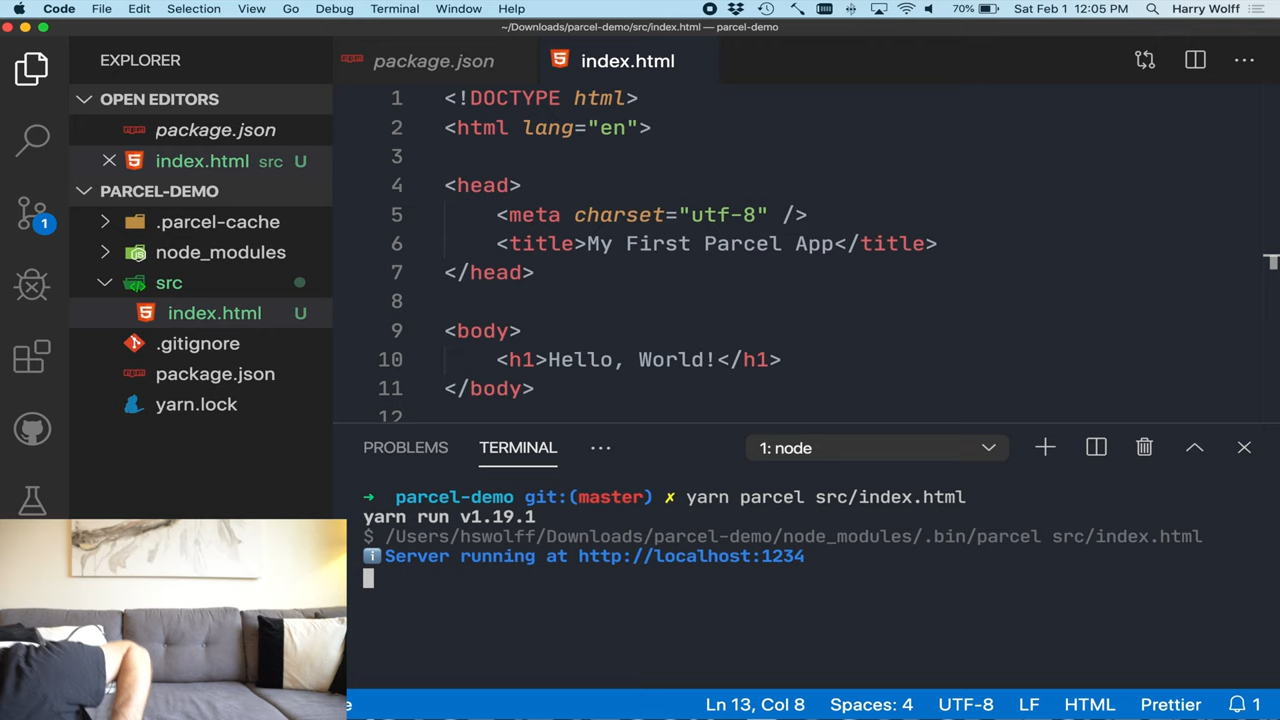 Code File Edit Selection View Go Debug Terminal Window Help 70% Sat Feb 1 12:05 PM Harry Wolff
~/Downloads/parcel-demo/src/index.html — parcel-demo
EXPLORER
OPEN EDITORS
package.json
index.html src U
PARCEL-DEMO
.parcel-cache
node_modules
src
index.html U
.gitignore
package.json
yarn.lock
1
package.json index.html
1 <!DOCTYPE html>
2 <html lang="en">
3
4 <head>
5 <meta charset="utf-8" />
6 <title>My First Parcel App</title>
7 </head>
8
9 <body>
10 <h1>Hello, World!</h1>
11 </body>
12
PROBLEMS TERMINAL ··· 1: node
→ parcel-demo git:(master) ✗ yarn parcel src/index.html
yarn run v1.19.1
$ /Users/hswolff/Downloads/parcel-demo/node_modules/.bin/parcel src/index.html
ℹ️Server running at http://localhost:1234
Ln 13, Col 8 Spaces: 4 UTF-8 LF HTML Prettier 1